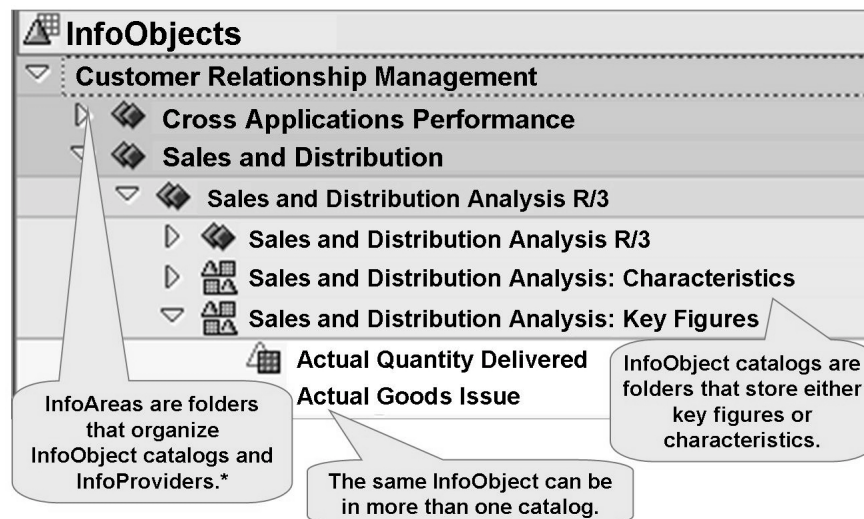 InfoObjects
Customer Relationship Management
Cross Applications Performance
Sales and Distribution
Sales and Distribution Analysis R/3
Sales and Distribution Analysis R/3
Sales and Distribution Analysis: Characteristics
Sales and Distribution Analysis: Key Figures
Actual Quantity Delivered
Actual Goods Issue
InfoAreas are folders
that organize
InfoObject catalogs and
InfoProviders.*
The same InfoObject can be
in more than one catalog.
InfoObject catalogs are
folders that store either
key figures or
characteristics.